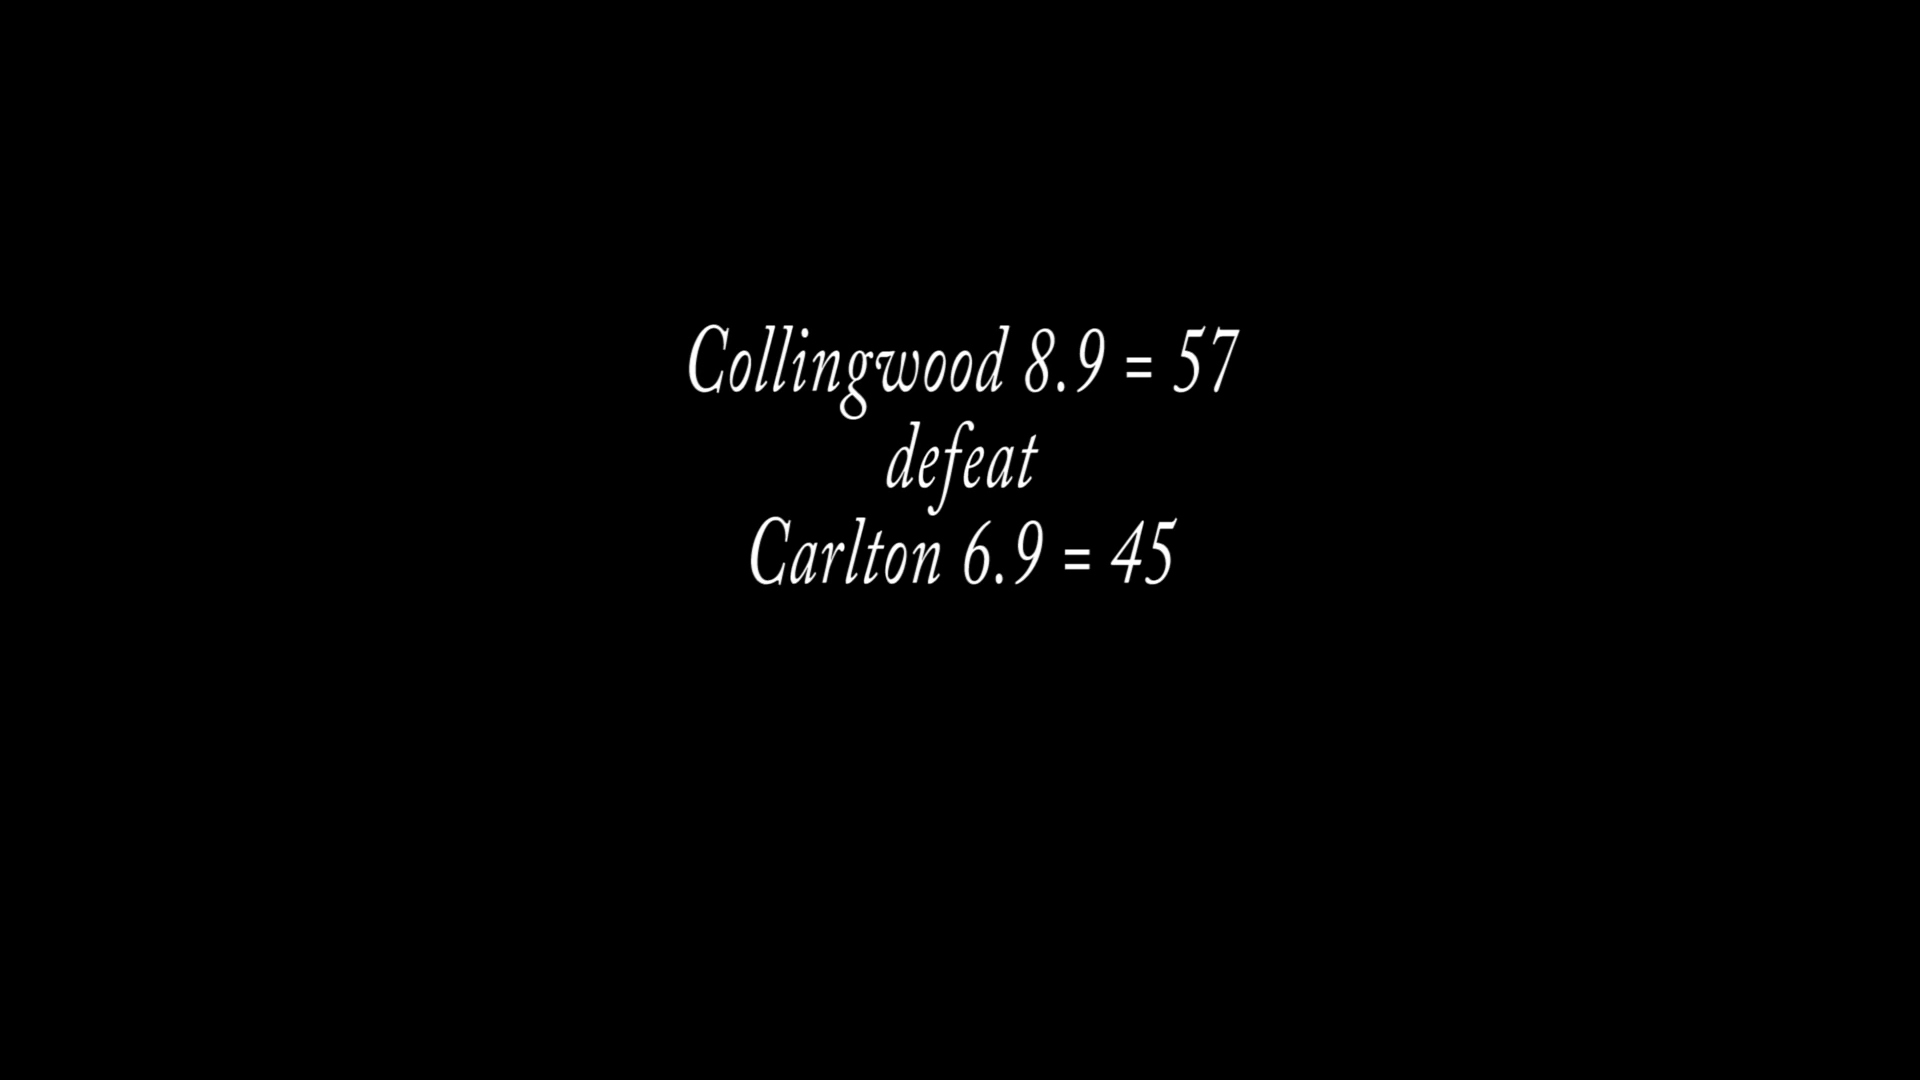 Collingwood 8.9 = 57
defeat
Carlton 6.9 = 45